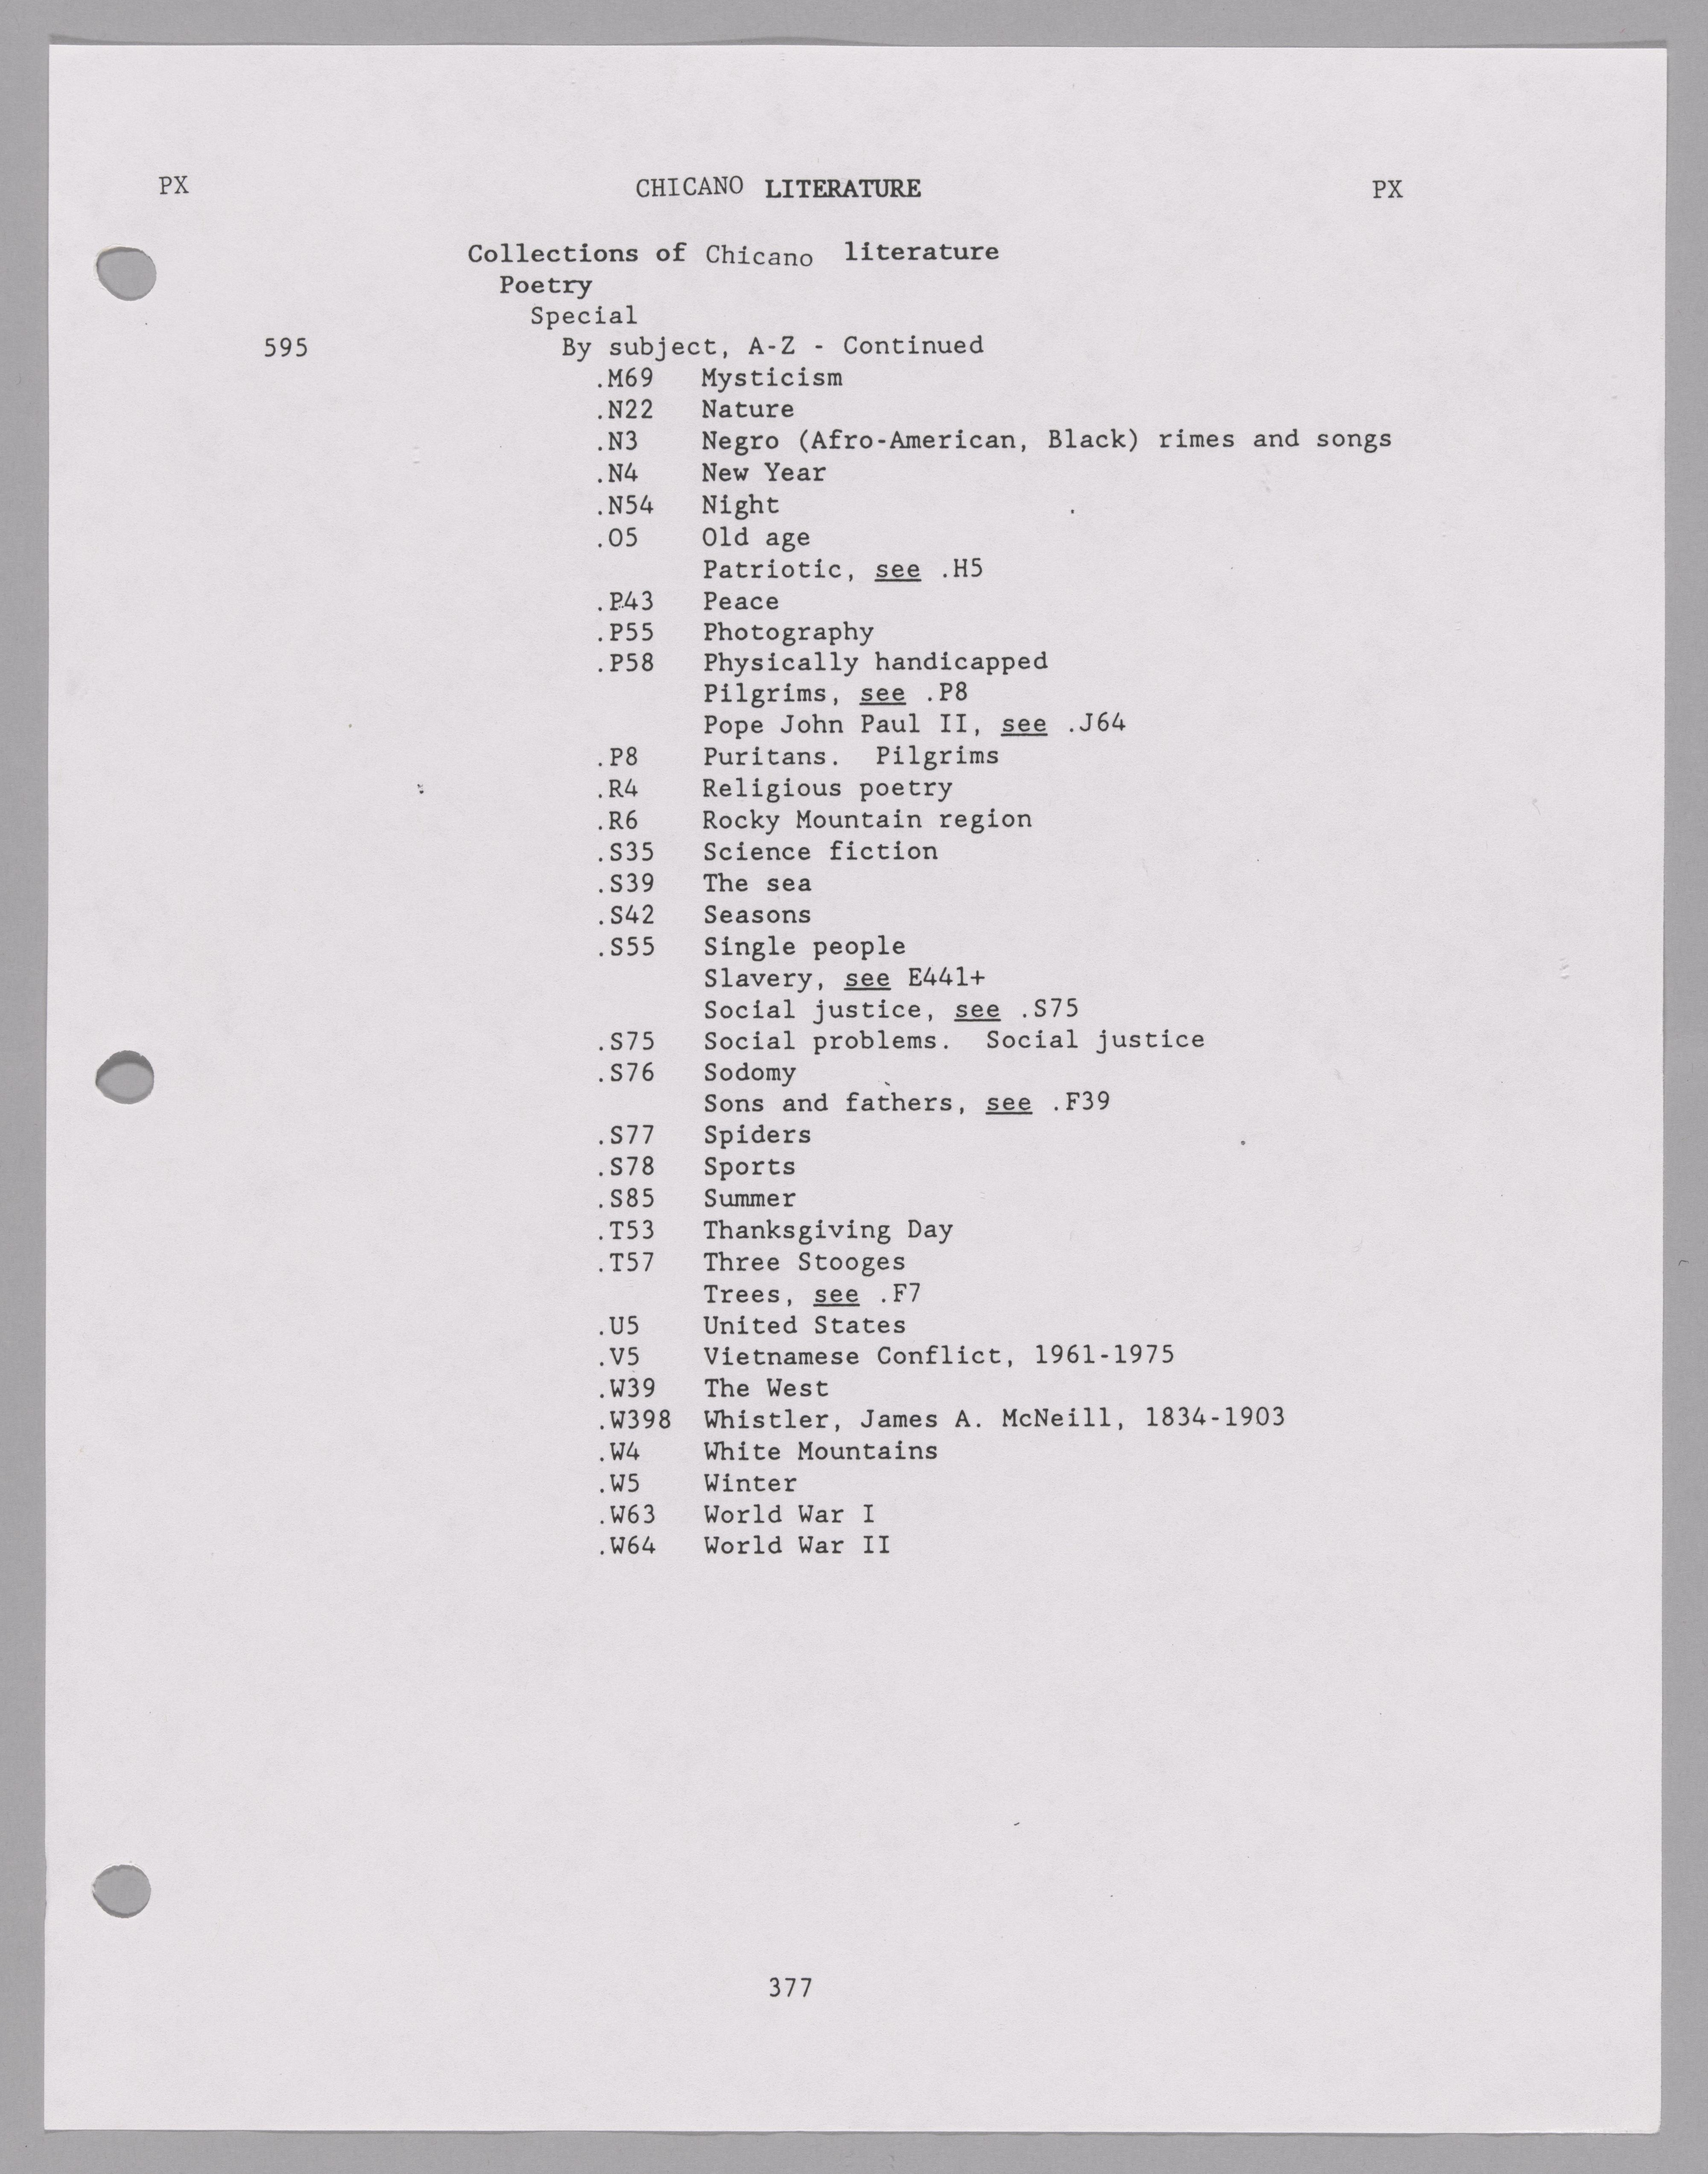 PX CHICANO LITERATURE PX
Collections of Chicano literature
Poetry
Special
595 By subject, A-Z - Continued
.M69 Mysticism
.N22 Nature
.N3 Negro (Afro-American, Black) rimes and songs
.N4 New Year
.N54 Night
.O5 Old age
Patriotic, see .H5
.P43 Peace
.P55 Photography
.P58 Physically handicapped
Pilgrims, see .P8
Pope John Paul II, see .J64
.P8 Puritans. Pilgrims
.R4 Religious poetry
.R6 Rocky Mountain region
.S35 Science fiction
.S39 The sea
.S42 Seasons
.S55 Single people
Slavery, see E441+
Social justice, see .S75
.S75 Social problems. Social justice
.S76 Sodomy
Sons and fathers, see .F39
.S77 Spiders
.S78 Sports
.S85 Summer
.T53 Thanksgiving Day
.T57 Three Stooges
Trees, see .F7
.U5 United States
.V5 Vietnamese Conflict, 1961-1975
.W39 The West
.W398 Whistler, James A. McNeill, 1834-1903
.W4 White Mountains
.W5 Winter
.W63 World War I
.W64 World War II
377